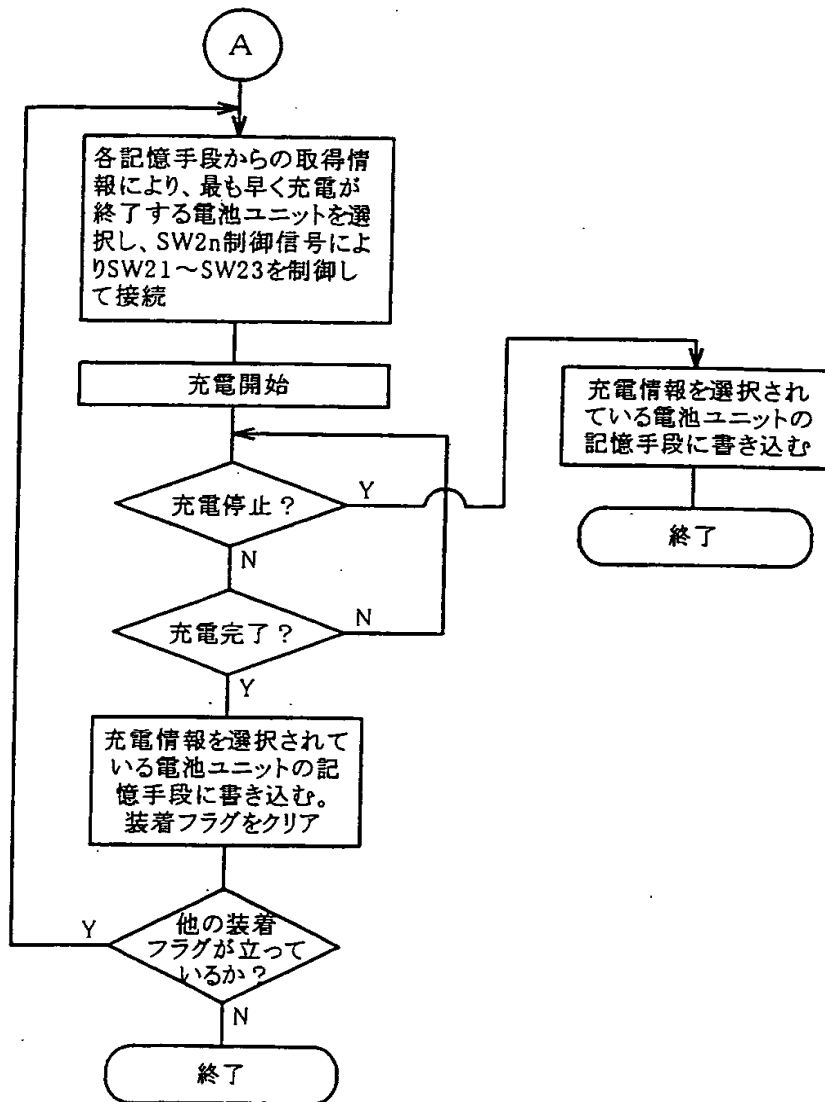 A
各記憶手段からの取得情
報により、最も早く充電が
終了する電池ユニットを選
択し、SW2n制御信号によ
りSW21～SW23を制御し
て接続
充電開始
充電停止？
Y
N
充電情報を選択され
ている電池ユニットの
記憶手段に書き込む
終了
充電完了？
N
Y
充電情報を選択されて
いる電池ユニットの記
憶手段に書き込む。
装着フラグをクリア
他の装着
フラグが立って
いるか？
Y
N
終了